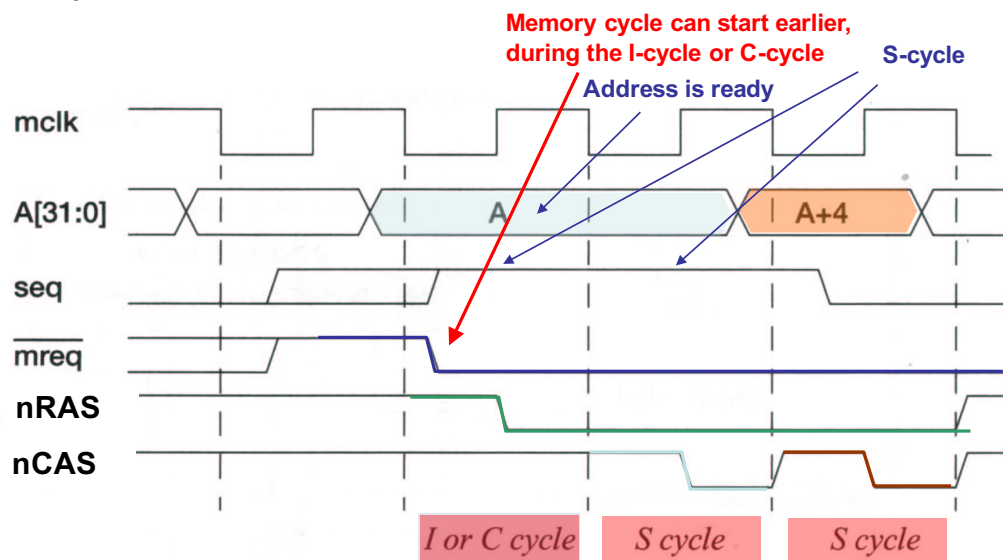 Memory cycle can start earlier,
during the I-cycle or C-cycle
S-cycle
Address is ready
mclk
A[31:0]
A
A+4
seq
mreq
nRAS
nCAS
I or C cycle
S cycle
S cycle